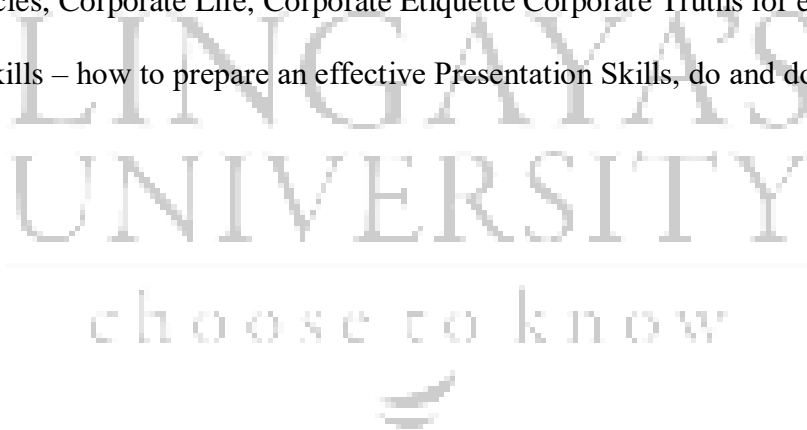 cies, Corporate Life, Corporate Etiquette Corporate Truths for e
kills – how to prepare an effective Presentation Skills, do and do
LINGAYA'S
UNIVERSITY
choose to know